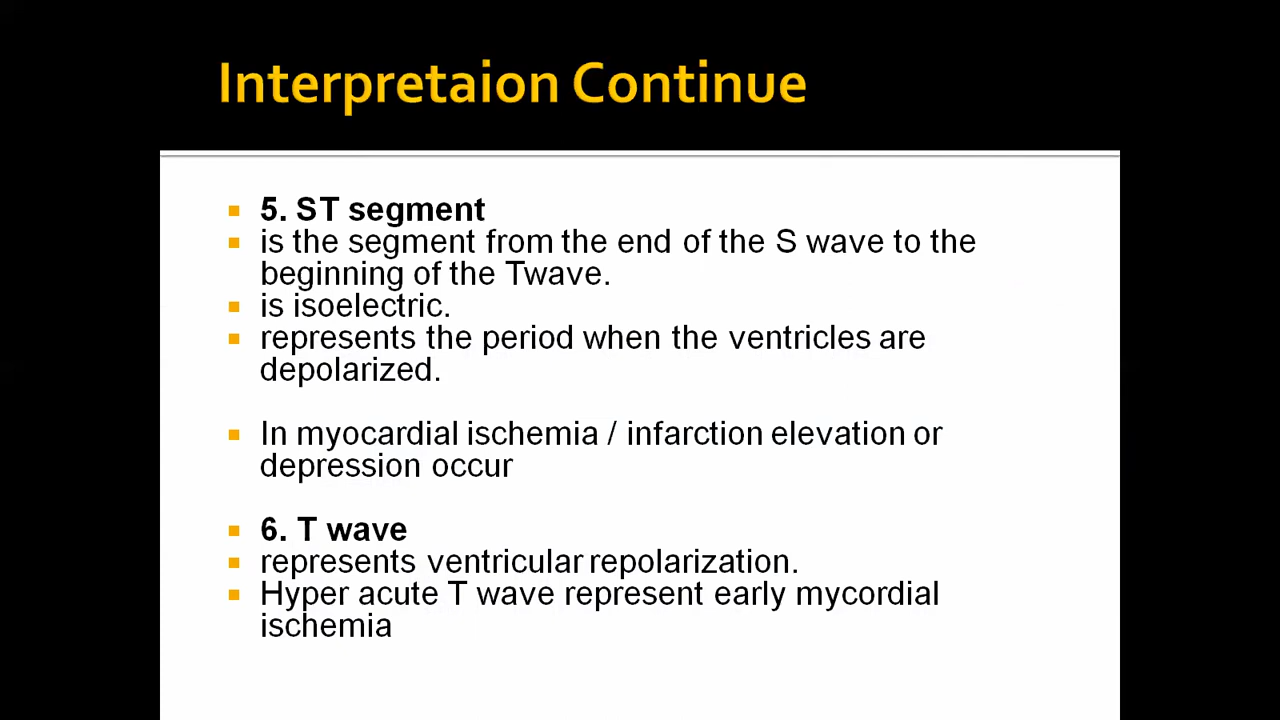 Interpretaion Continue
5. ST segment
is the segment from the end of the S wave to the
beginning of the Twave.
is isoelectric.
represents the period when the ventricles are
depolarized.
In myocardial ischemia / infarction elevation or
depression occur
6. T wave
represents ventricular repolarization.
Hyper acute T wave represent early mycordial
ischemia